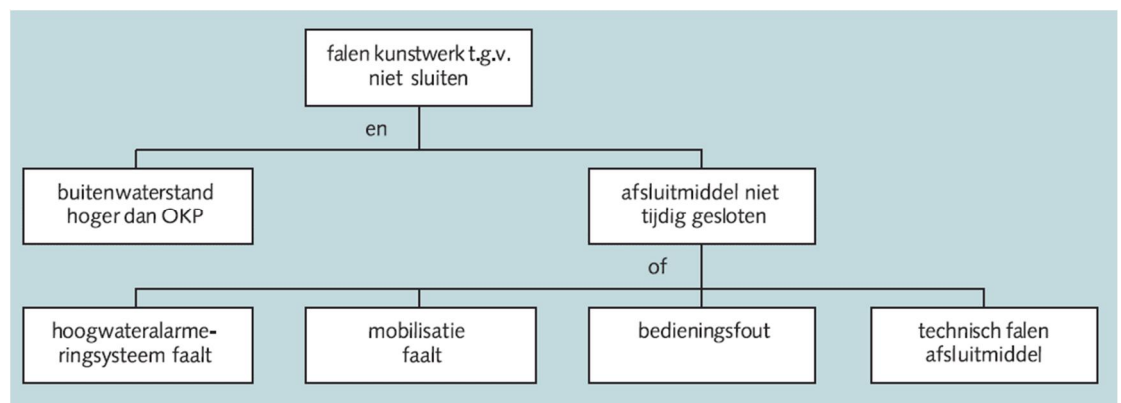 falen kunstwerk t.g.v.
niet sluiten
en
buitenwaterstand
hoger dan OKP
afsluitmiddel niet
tijdig gesloten
of
hoogwateralarme-
ringsysteem faalt
mobilisatie
faalt
bedieningsfout
technisch falen
afsluitmiddel